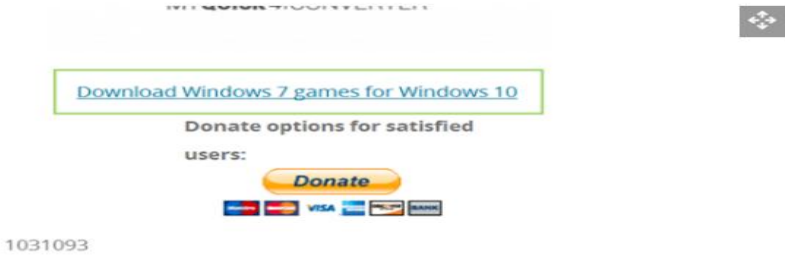 Download Windows 7 games for Windows 10
Donate options for satisfied
users:
Donate
VISA
BANK
1031093